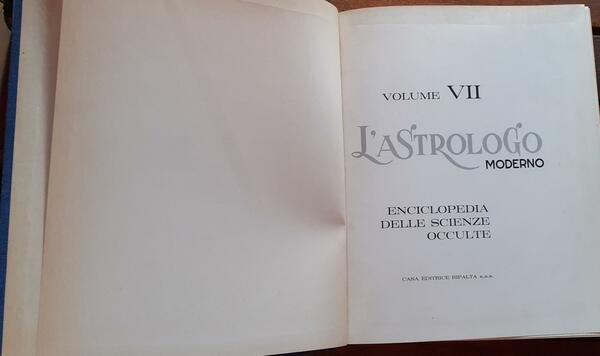 VOLUME VII
L'ASTROLOGO
MODERNO
ENCICLOPEDIA
DELLE SCIENZE
OCCULTE
CASA EDITRICE RIPALTA s.a.s.